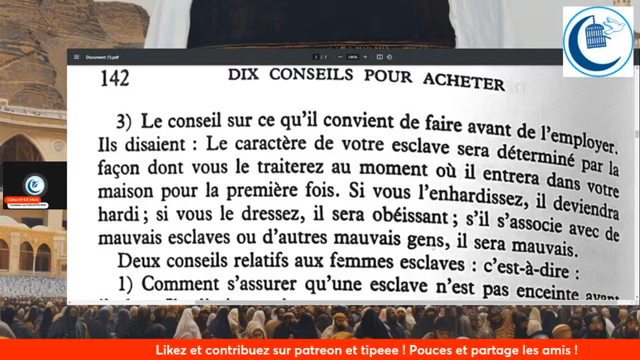 Document (1).pdf
142
DIX CONSEILS POUR ACHETER
3) Le conseil sur ce qu'il convient de faire avant de l'employer.
Ils disaient : Le caractère de votre esclave sera déterminé par la
façon dont vous le traiterez au moment où il entrera dans votre
maison pour la première fois. Si vous l'enhardissez, il deviendra
hardi ; si vous le dressez, il sera obéissant ; s'il s'associe avec de
mauvais esclaves ou d'autres mauvais gens, il sera mauvais.
Deux conseils relatifs aux femmes esclaves : c'est-à-dire :
1) Comment s'assurer qu'une esclave n'est pas enceinte avant
Likez et contribuez sur patreon et tipeee ! Pouces et partage les amis !